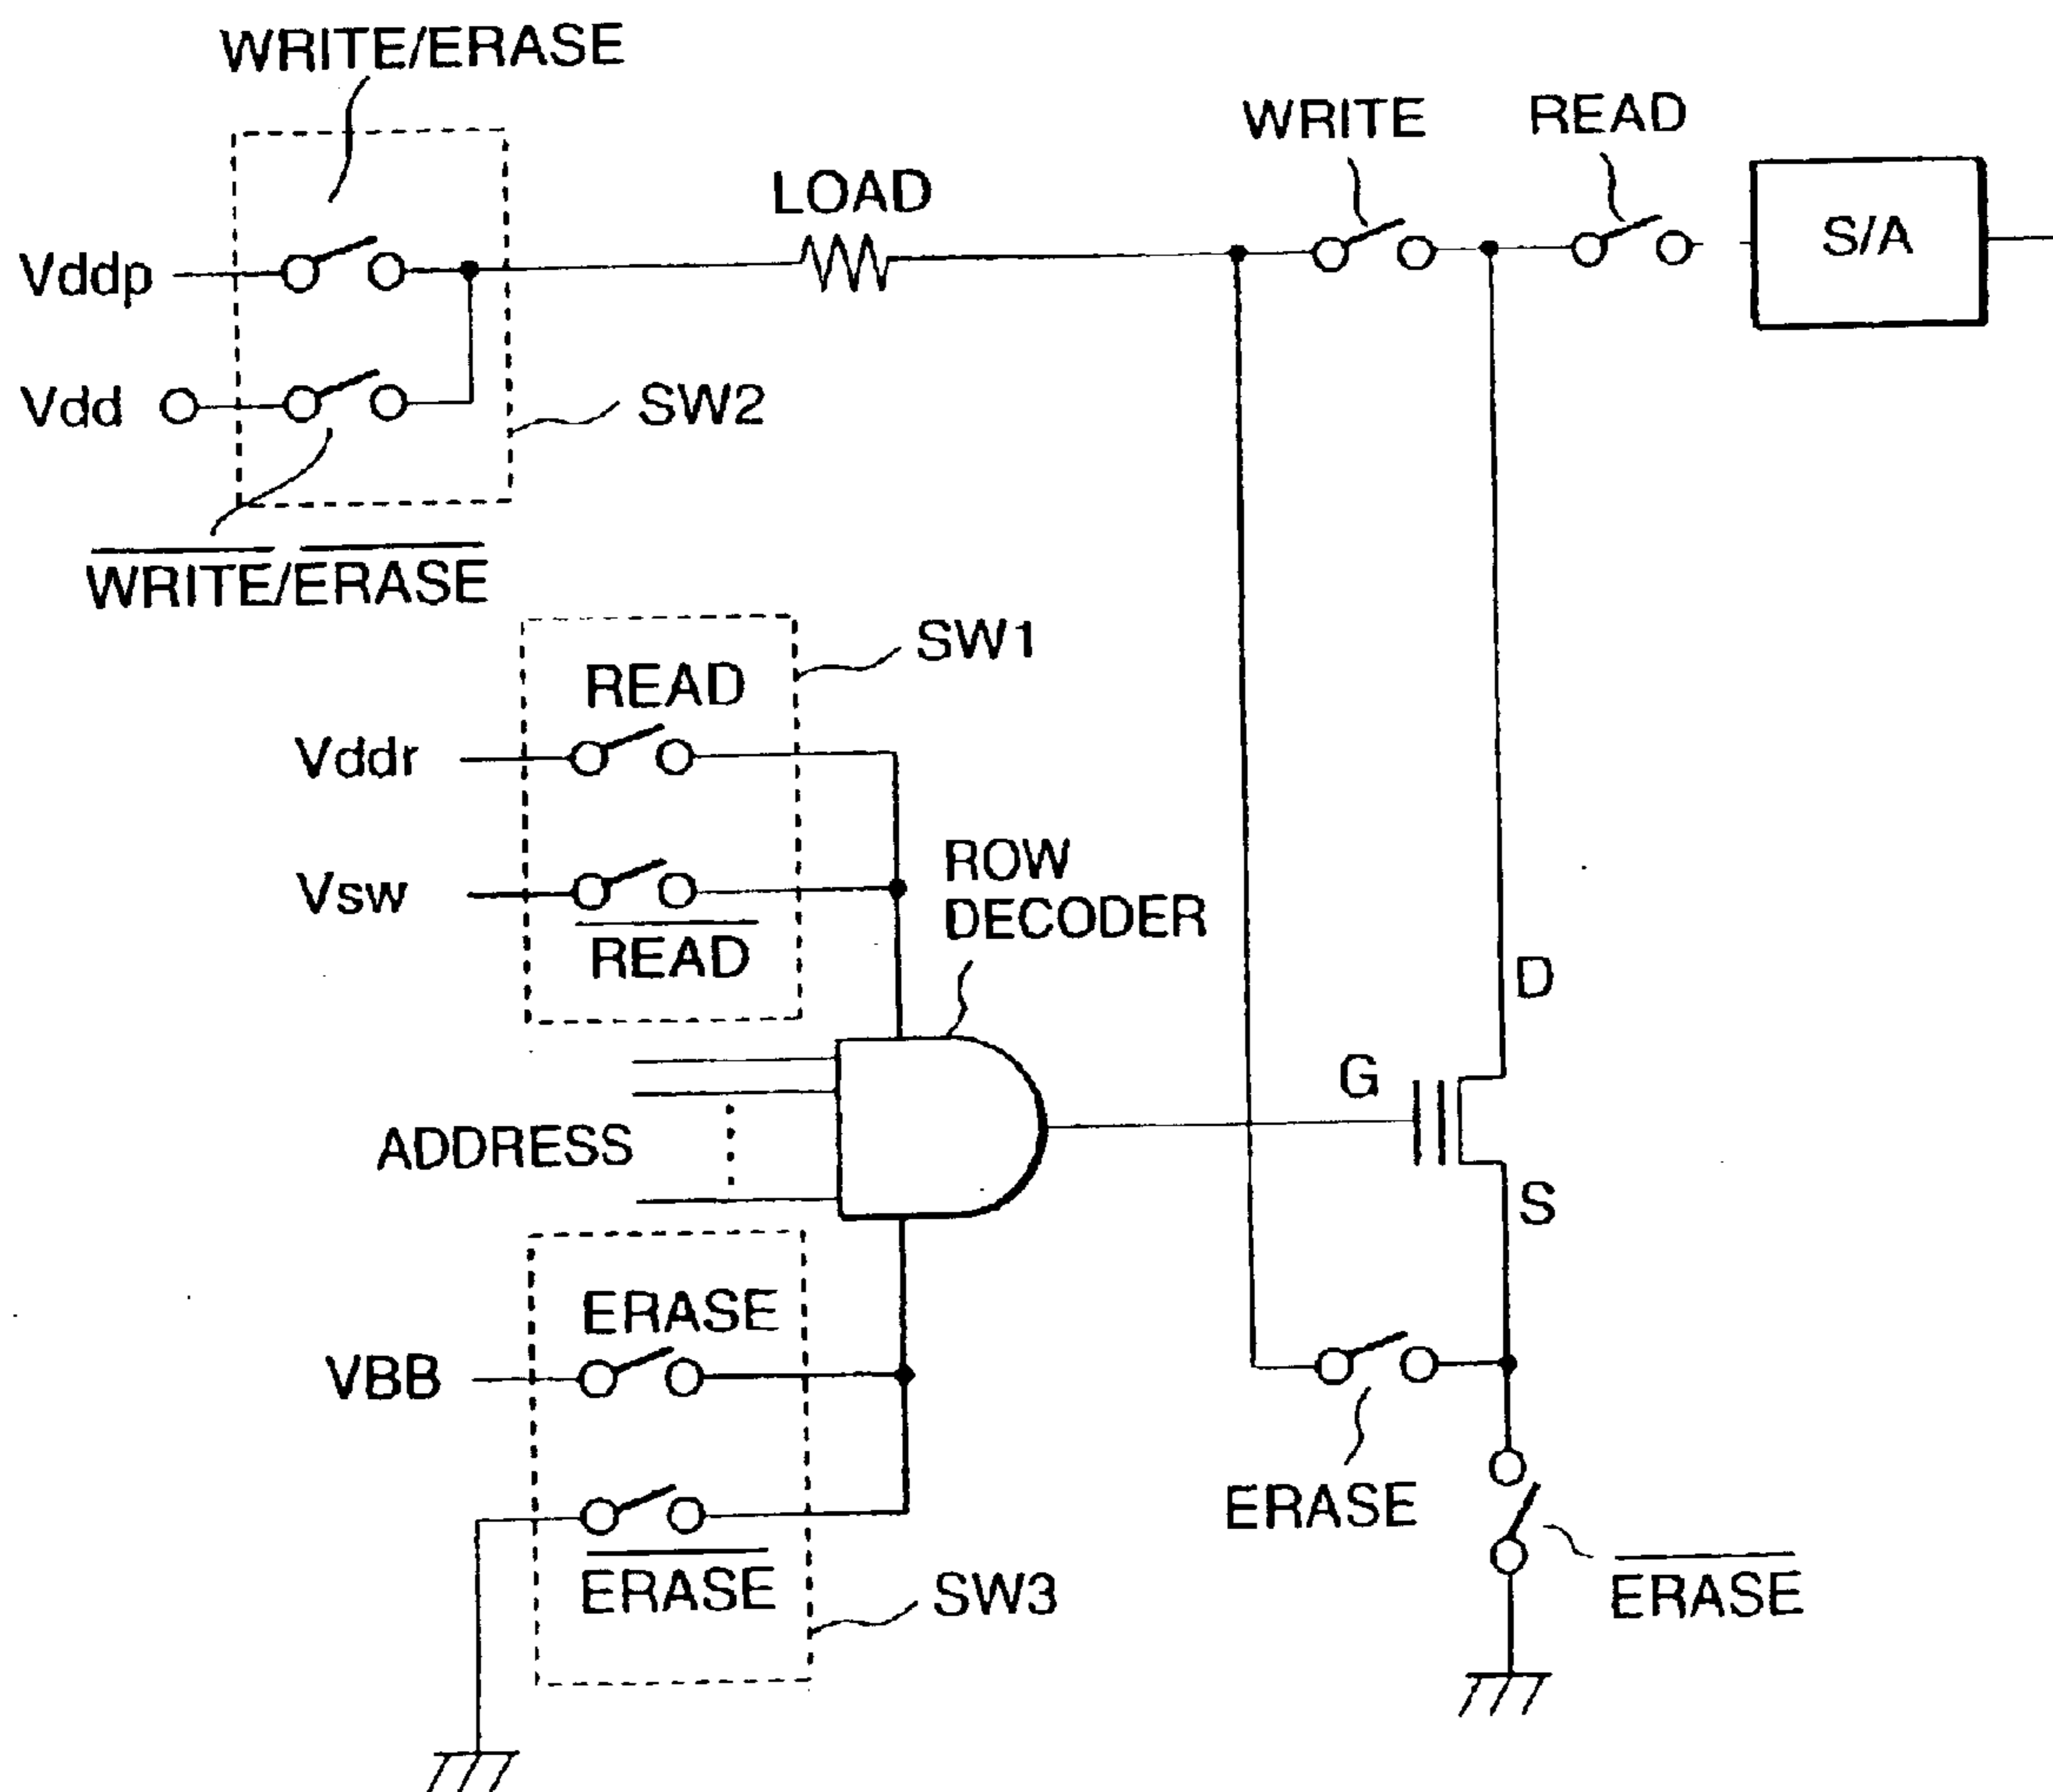 WRITE/ERASE
WRITE
READ
LOAD
S/A
Vddp
Vdd
SW2
WRITE/ERASE
SW1
READ
Vddr
Vsw
READ
ROW
DECODER
D
G
ADDRESS
S
ERASE
VBB
ERASE
ERASE
SW3
ERASE